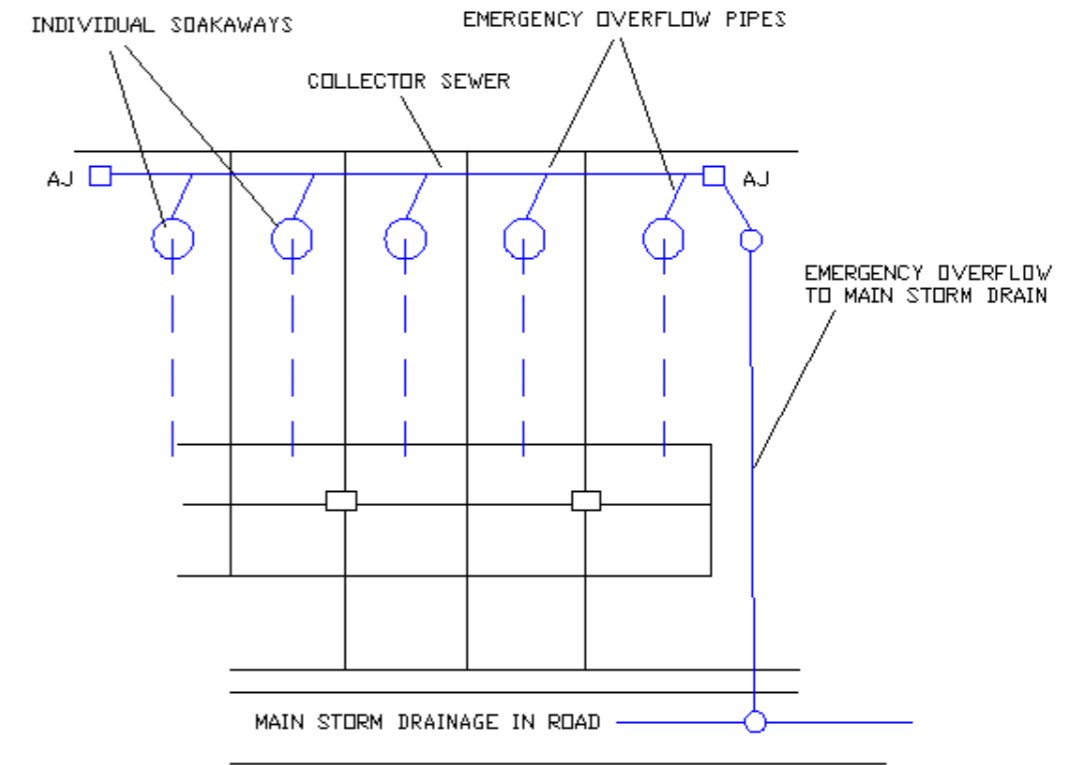 INDIVIDUAL SOAKAWAYS
EMERGENCY OVERFLOW PIPES
COLLECTOR SEWER
AJ
AJ
EMERGENCY OVERFLOW
TO MAIN STORM DRAIN
MAIN STORM DRAINAGE IN ROAD